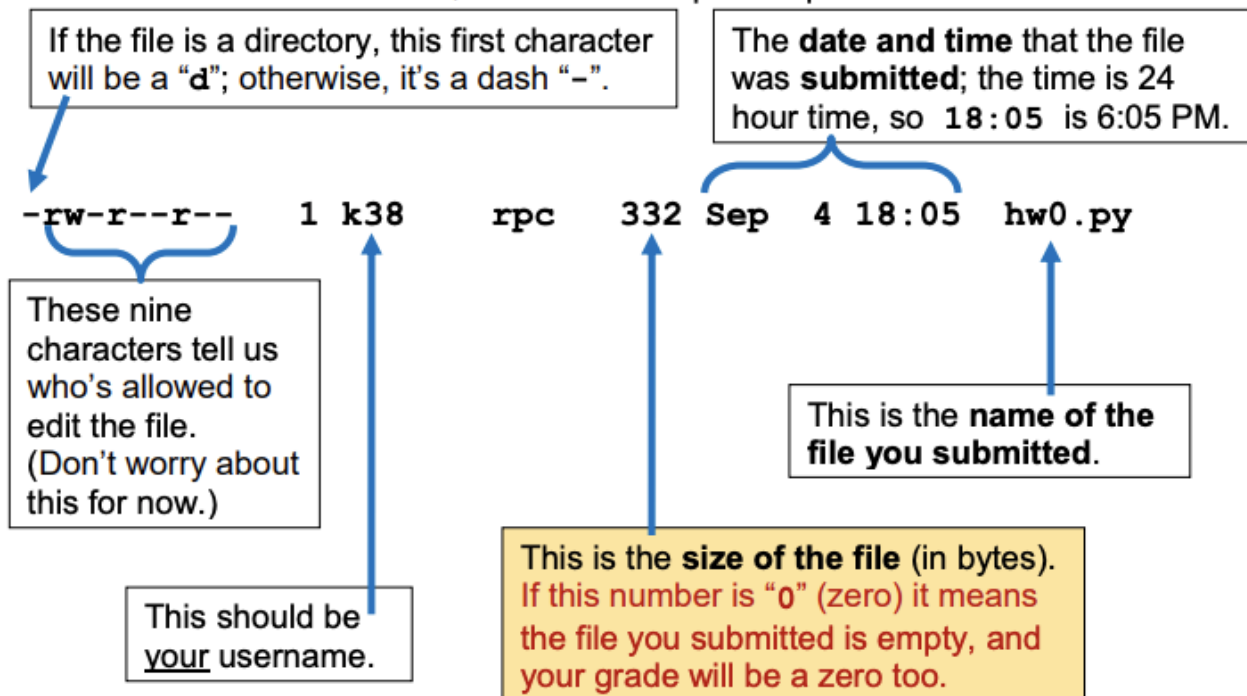 If the file is a directory, this first character
will be a “d”; otherwise, it’s a dash “-”.
The date and time that the file
was submitted; the time is 24
hour time, so 18:05 is 6:05 PM.
-rw-r--r-- 1 k38 rpc 332 Sep 4 18:05 hw0.py
These nine
characters tell us
who’s allowed to
edit the file.
(Don’t worry about
this for now.)
This is the name of the
file you submitted.
This should be
your username.
This is the size of the file (in bytes).
If this number is “0” (zero) it means
the file you submitted is empty, and
your grade will be a zero too.